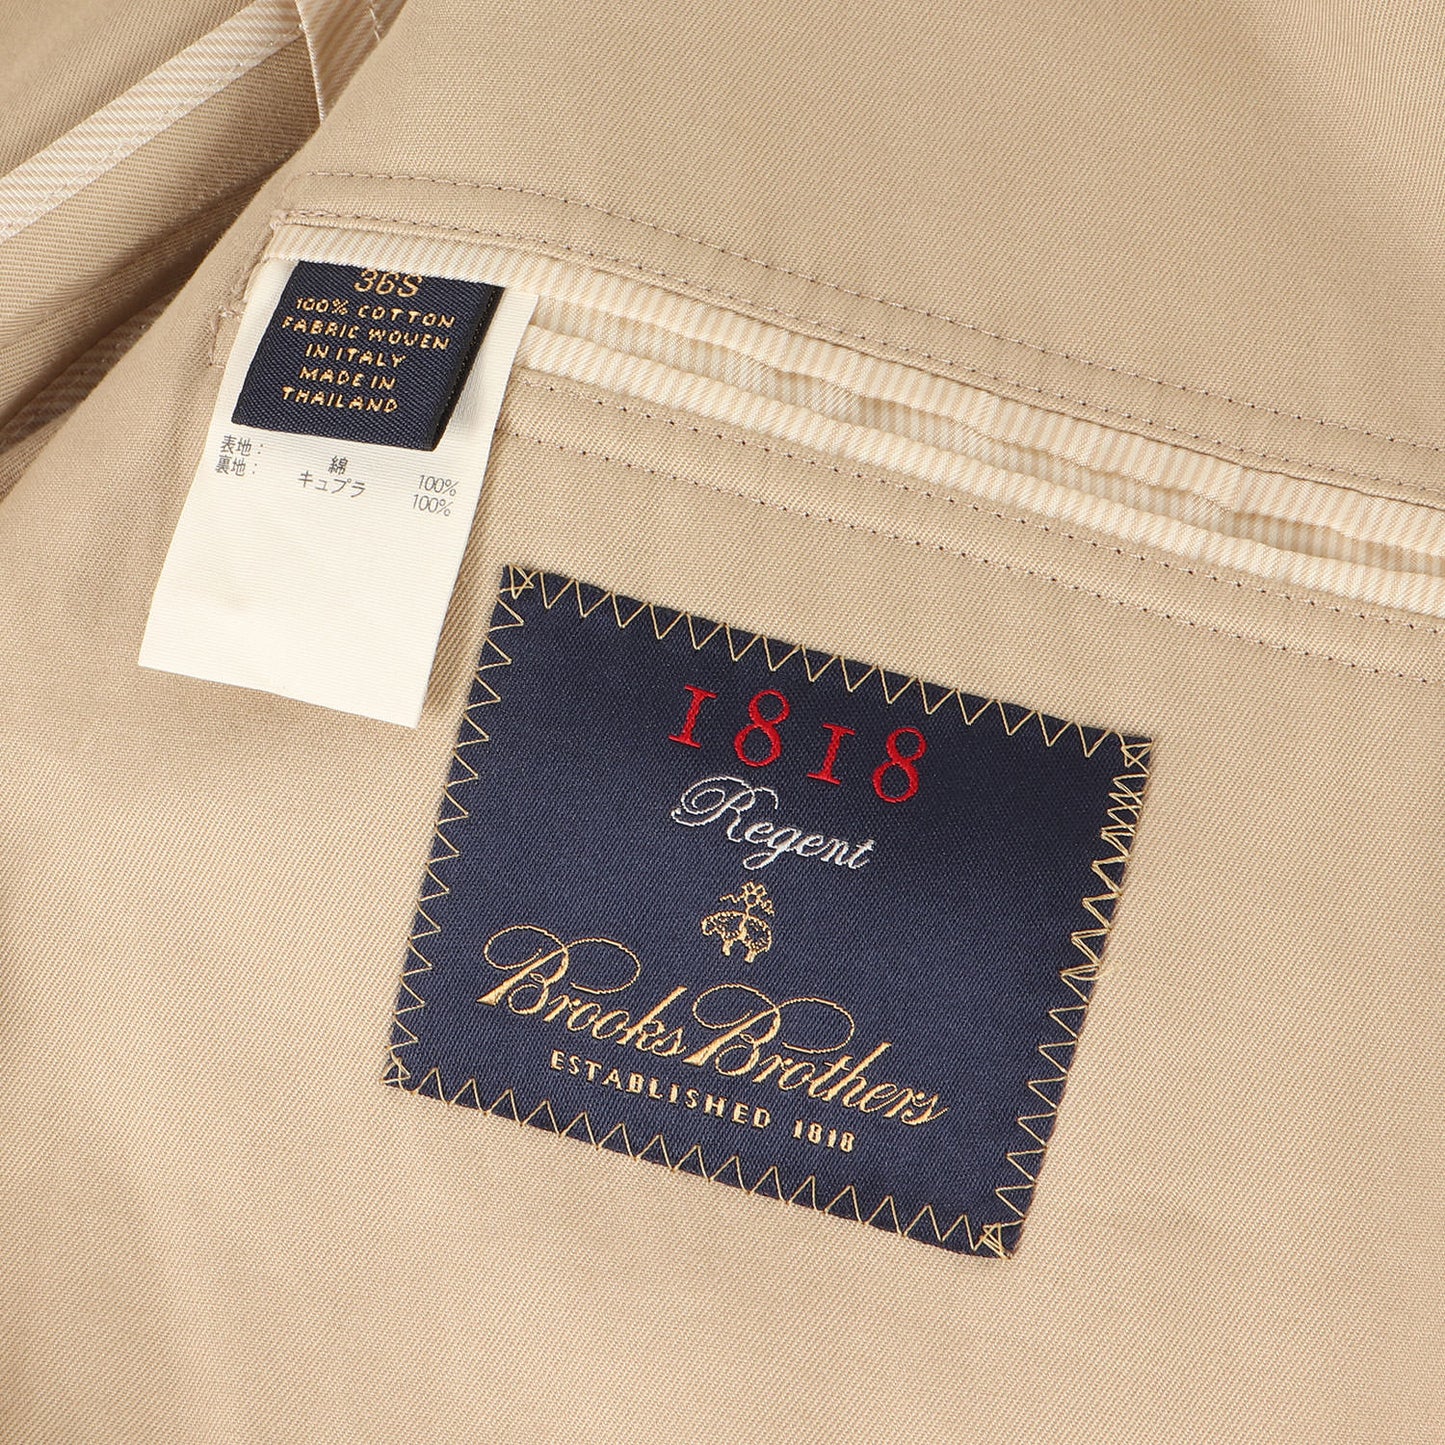 36S
100% COTTON
FABRIC WOVEN
IN ITALY
MADE IN
THAILAND
表地： 綿 100%
裏地： キュプラ 100%
1818
Regent
Brooks Brothers
ESTABLISHED 1818